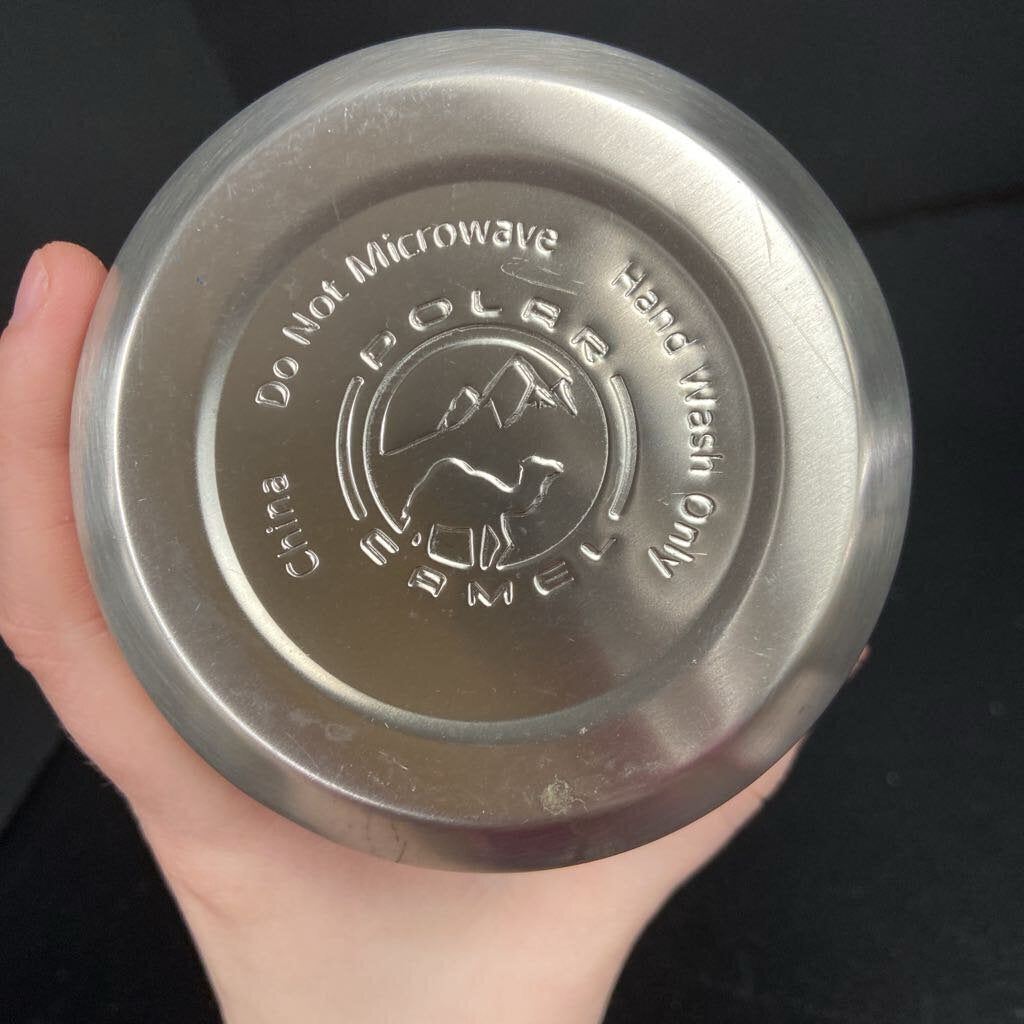 China
Do Not Microwave
Hand Wash Only
POLAR
CAMEL